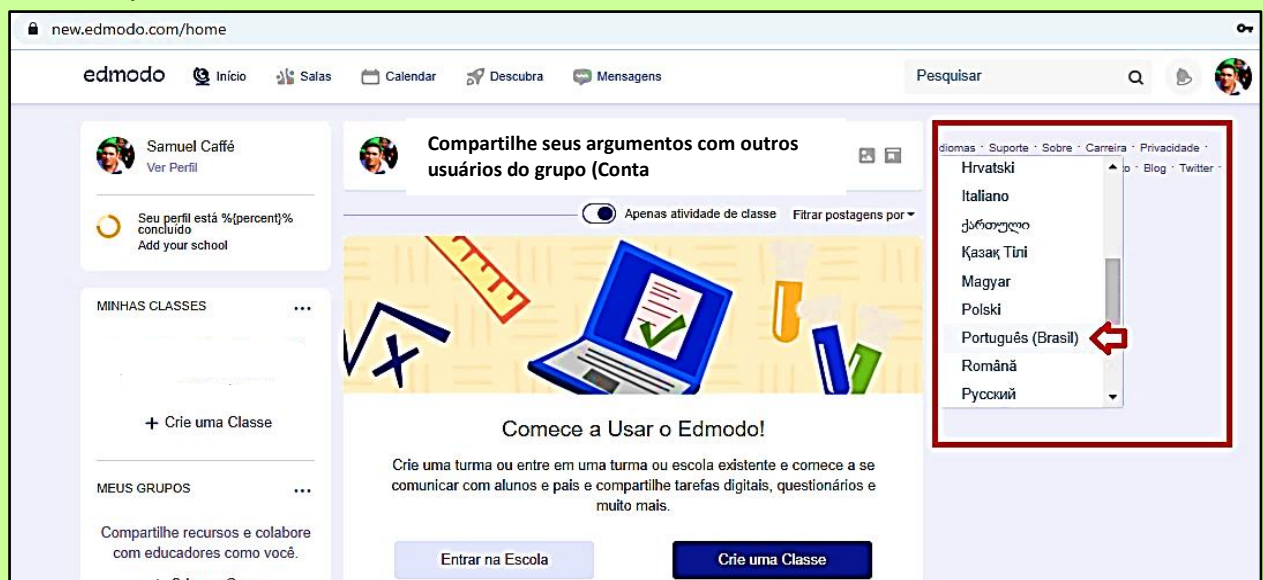 new.edmodo.com/home
edmodo Início Salas Calendar Descubra Mensagens Pesquisar
Samuel Caffé
Ver Perfil
Seu perfil está %{percent}%
concluído
Add your school
MINHAS CLASSES ...
+ Crie uma Classe
MEUS GRUPOS ...
Compartilhe recursos e colabore
com educadores como você.
Compartilhe seus argumentos com outros
usuários do grupo (Conta
Apenas atividade de classe Fitrar postagens por
√x
Comece a Usar o Edmodo!
Crie uma turma ou entre em uma turma ou escola existente e comece a se
comunicar com alunos e pais e compartilhe tarefas digitais, questionários e
muito mais.
Entrar na Escola Crie uma Classe
diomas · Suporte · Sobre · Carreira · Privacidade ·
· Blog · Twitter ·
Hrvatski
Italiano
ქართული
Қазақ Тілі
Magyar
Polski
Português (Brasil)
Română
Русский